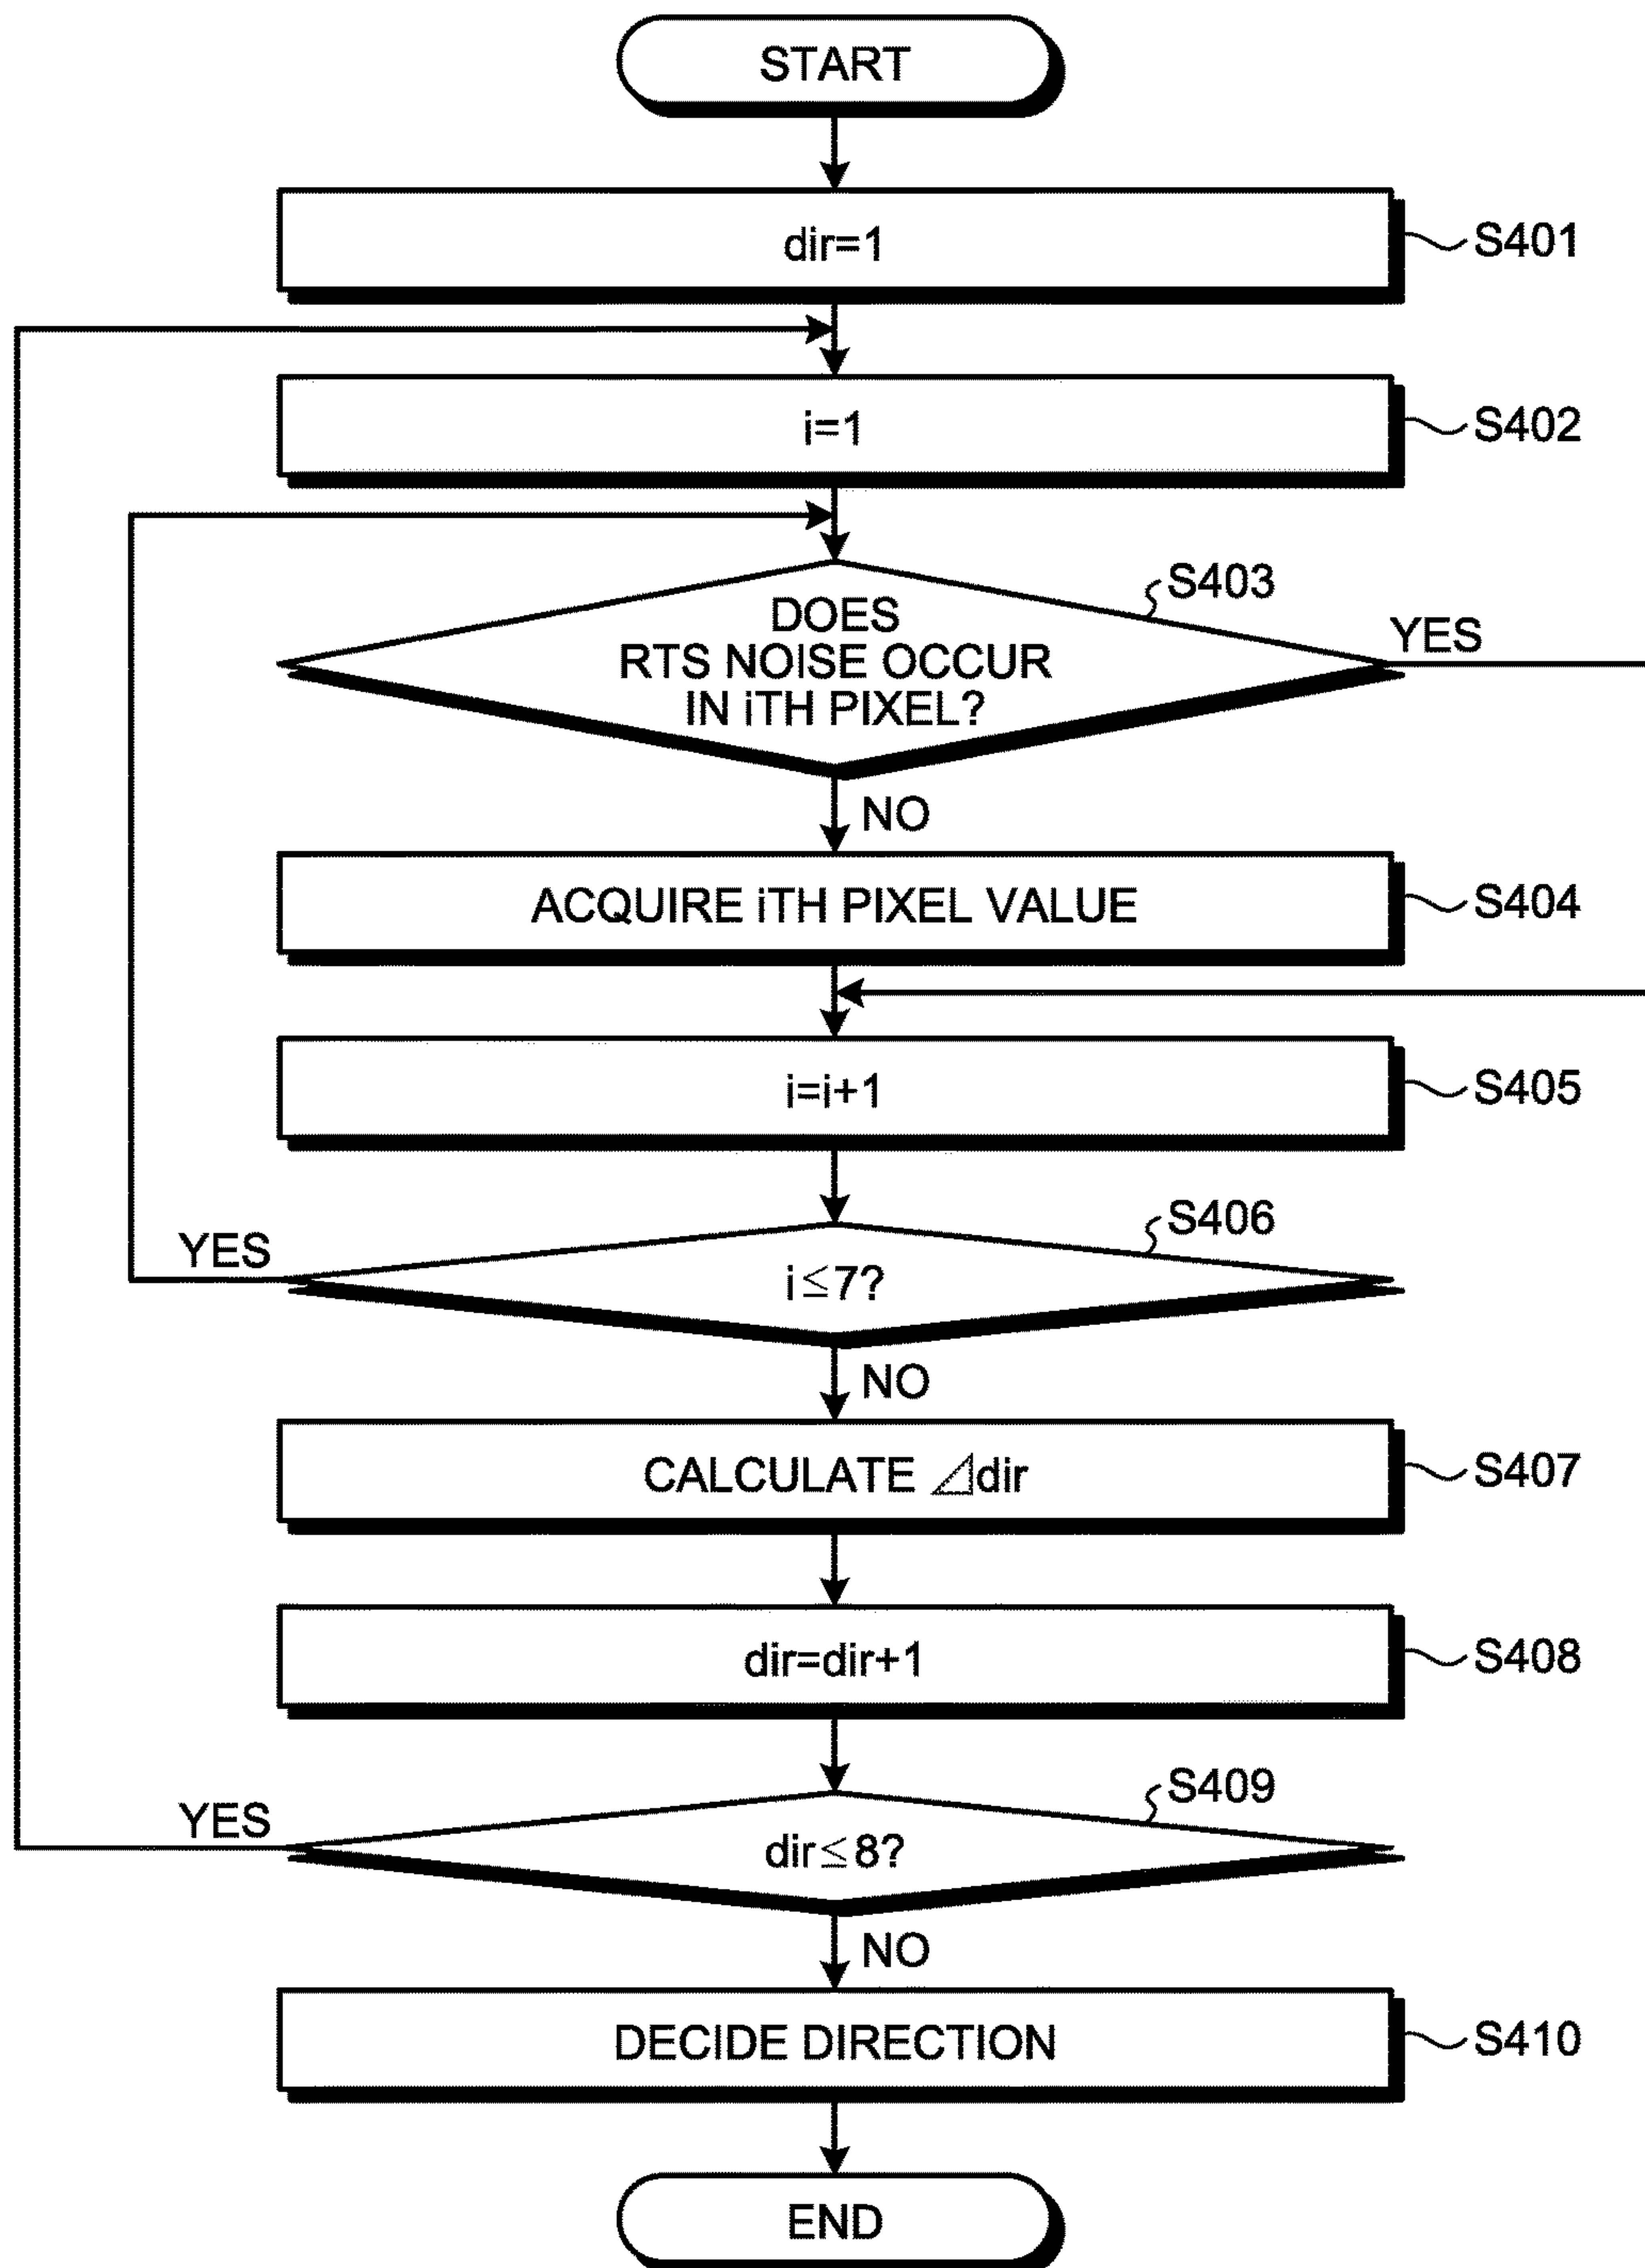 START
dir=1
S401
i=1
S402
S403
DOES
RTS NOISE OCCUR
IN iTH PIXEL?
YES
NO
ACQUIRE iTH PIXEL VALUE
S404
i=i+1
S405
S406
YES
i≦7?
NO
CALCULATE ⊿dir
S407
dir=dir+1
S408
S409
YES
dir≦8?
NO
DECIDE DIRECTION
S410
END